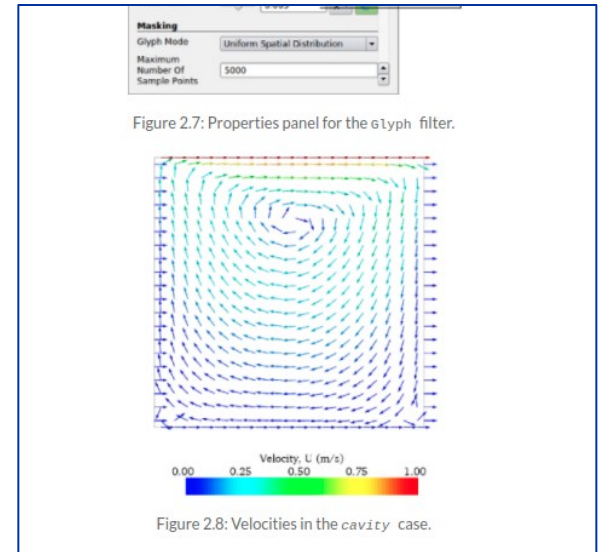 Masking
Glyph Mode
Uniform Spatial Distribution
Maximum
Number Of
Sample Points
5000
Figure 2.7: Properties panel for the Glyph filter.
Velocity, U (m/s)
0.00 0.25 0.50 0.75 1.00
Figure 2.8: Velocities in the cavity case.